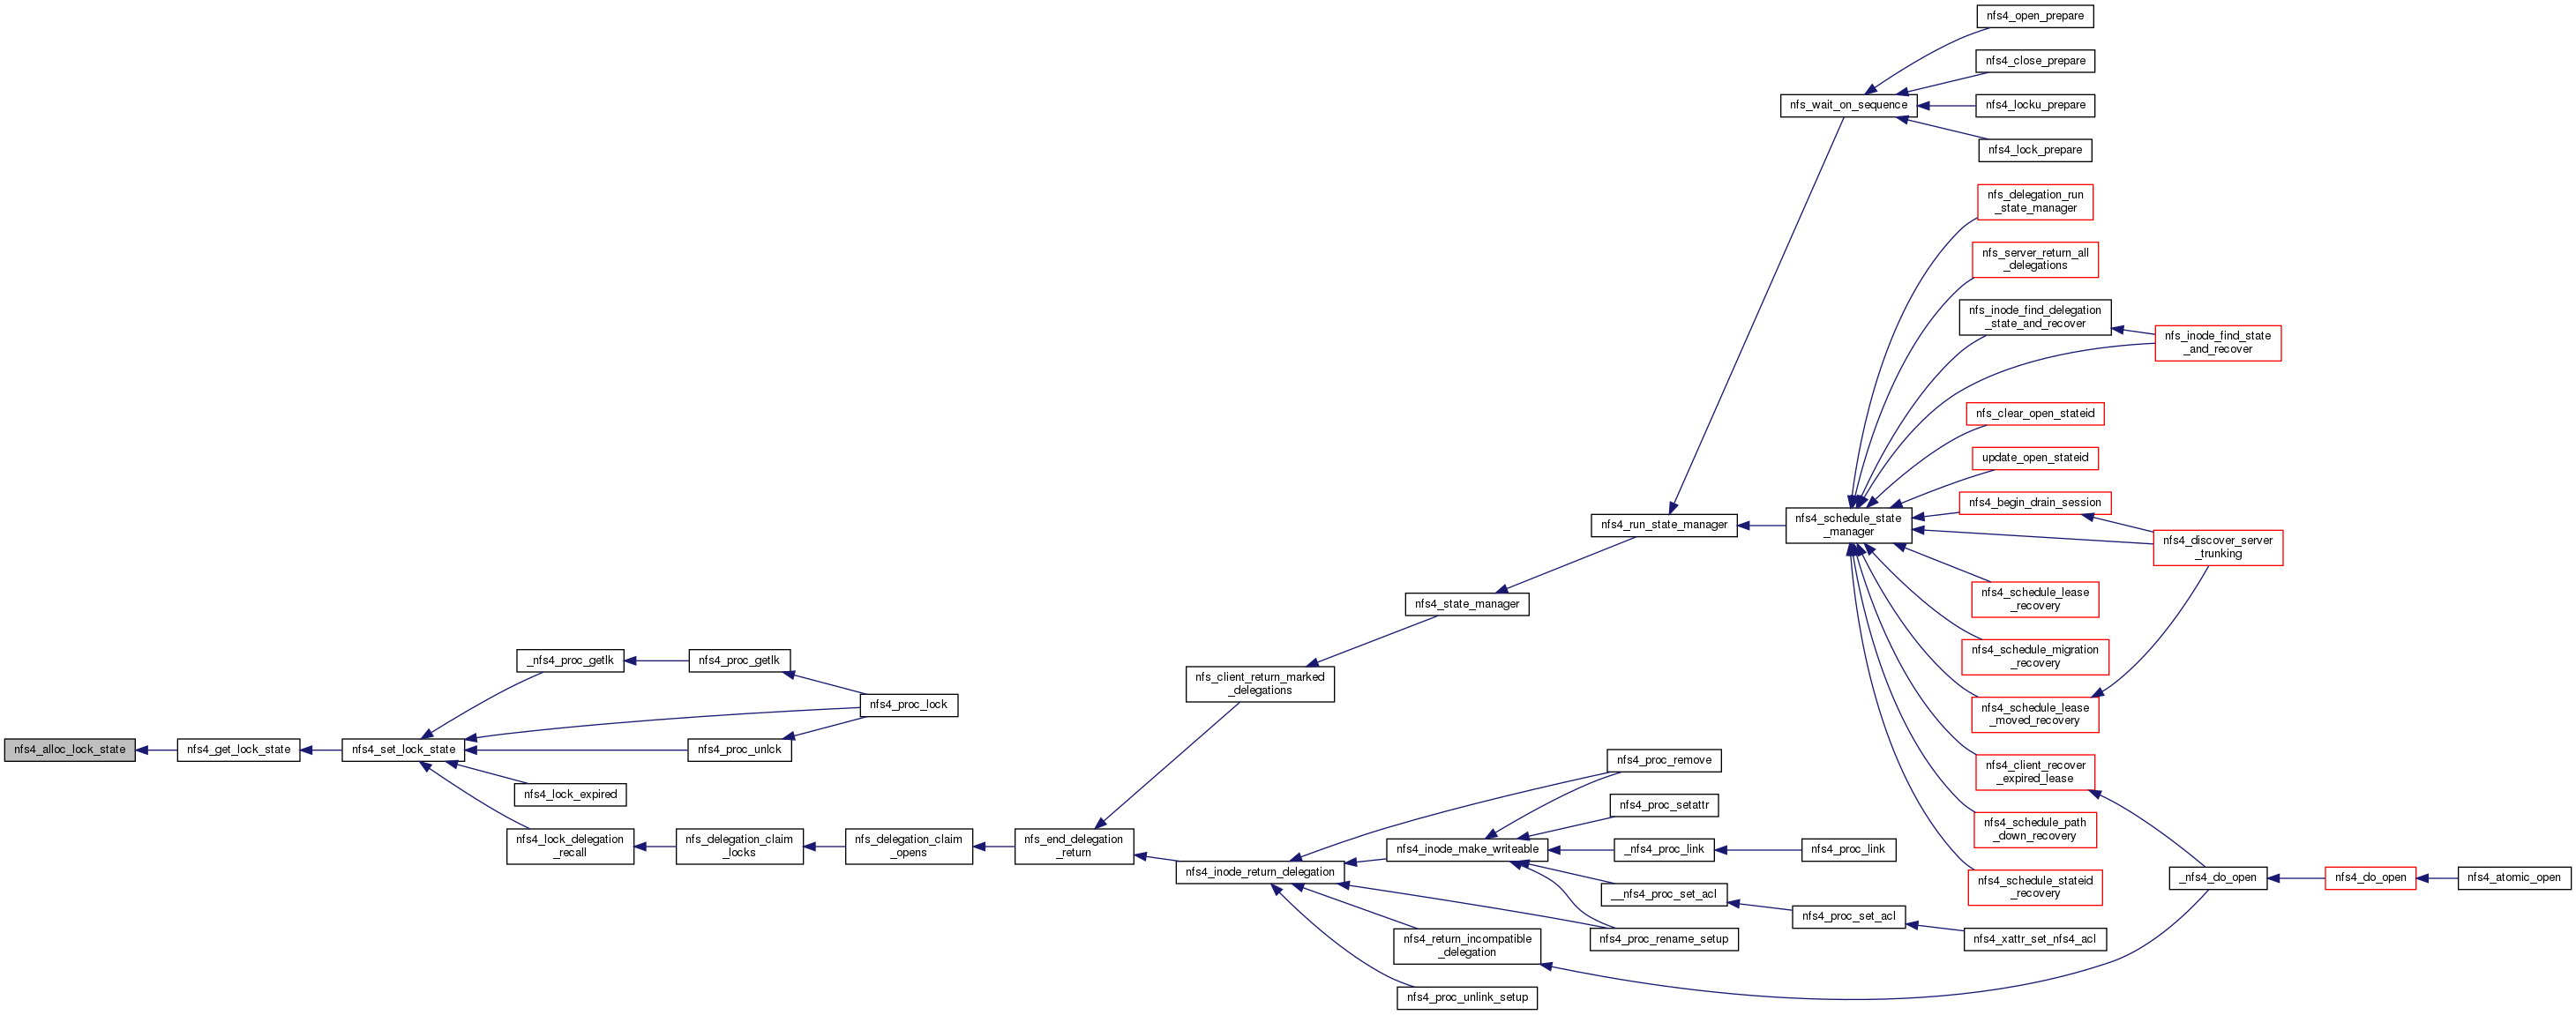 nfs4_open_prepare
nfs4_close_prepare
nfs_wait_on_sequence
nfs4_locku_prepare
nfs4_lock_prepare
nfs_delegation_run
_state_manager
nfs_server_return_all
_delegations
nfs_inode_find_delegation
_state_and_recover
nfs_inode_find_state
_and_recover
nfs_clear_open_stateid
update_open_stateid
nfs4_begin_drain_session
nfs4_run_state_manager
nfs4_schedule_state
_manager
nfs4_discover_server
_trunking
nfs4_schedule_lease
_recovery
nfs4_state_manager
nfs4_schedule_migration
_recovery
_nfs4_proc_getlk
nfs4_proc_getlk
nfs_client_return_marked
_delegations
nfs4_proc_lock
nfs4_schedule_lease
_moved_recovery
nfs4_alloc_lock_state
nfs4_get_lock_state
nfs4_set_lock_state
nfs4_proc_unlck
nfs4_proc_remove
nfs4_client_recover
_expired_lease
nfs4_lock_expired
nfs4_proc_setattr
nfs4_schedule_path
_down_recovery
nfs4_lock_delegation
_recall
nfs_delegation_claim
_locks
nfs_delegation_claim
_opens
nfs_end_delegation
_return
nfs4_inode_make_writeable
_nfs4_proc_link
nfs4_proc_link
nfs4_inode_return_delegation
_nfs4_do_open
nfs4_do_open
nfs4_atomic_open
__nfs4_proc_set_acl
nfs4_schedule_stateid
_recovery
nfs4_proc_set_acl
nfs4_return_incompatible
_delegation
nfs4_proc_rename_setup
nfs4_xattr_set_nfs4_acl
nfs4_proc_unlink_setup